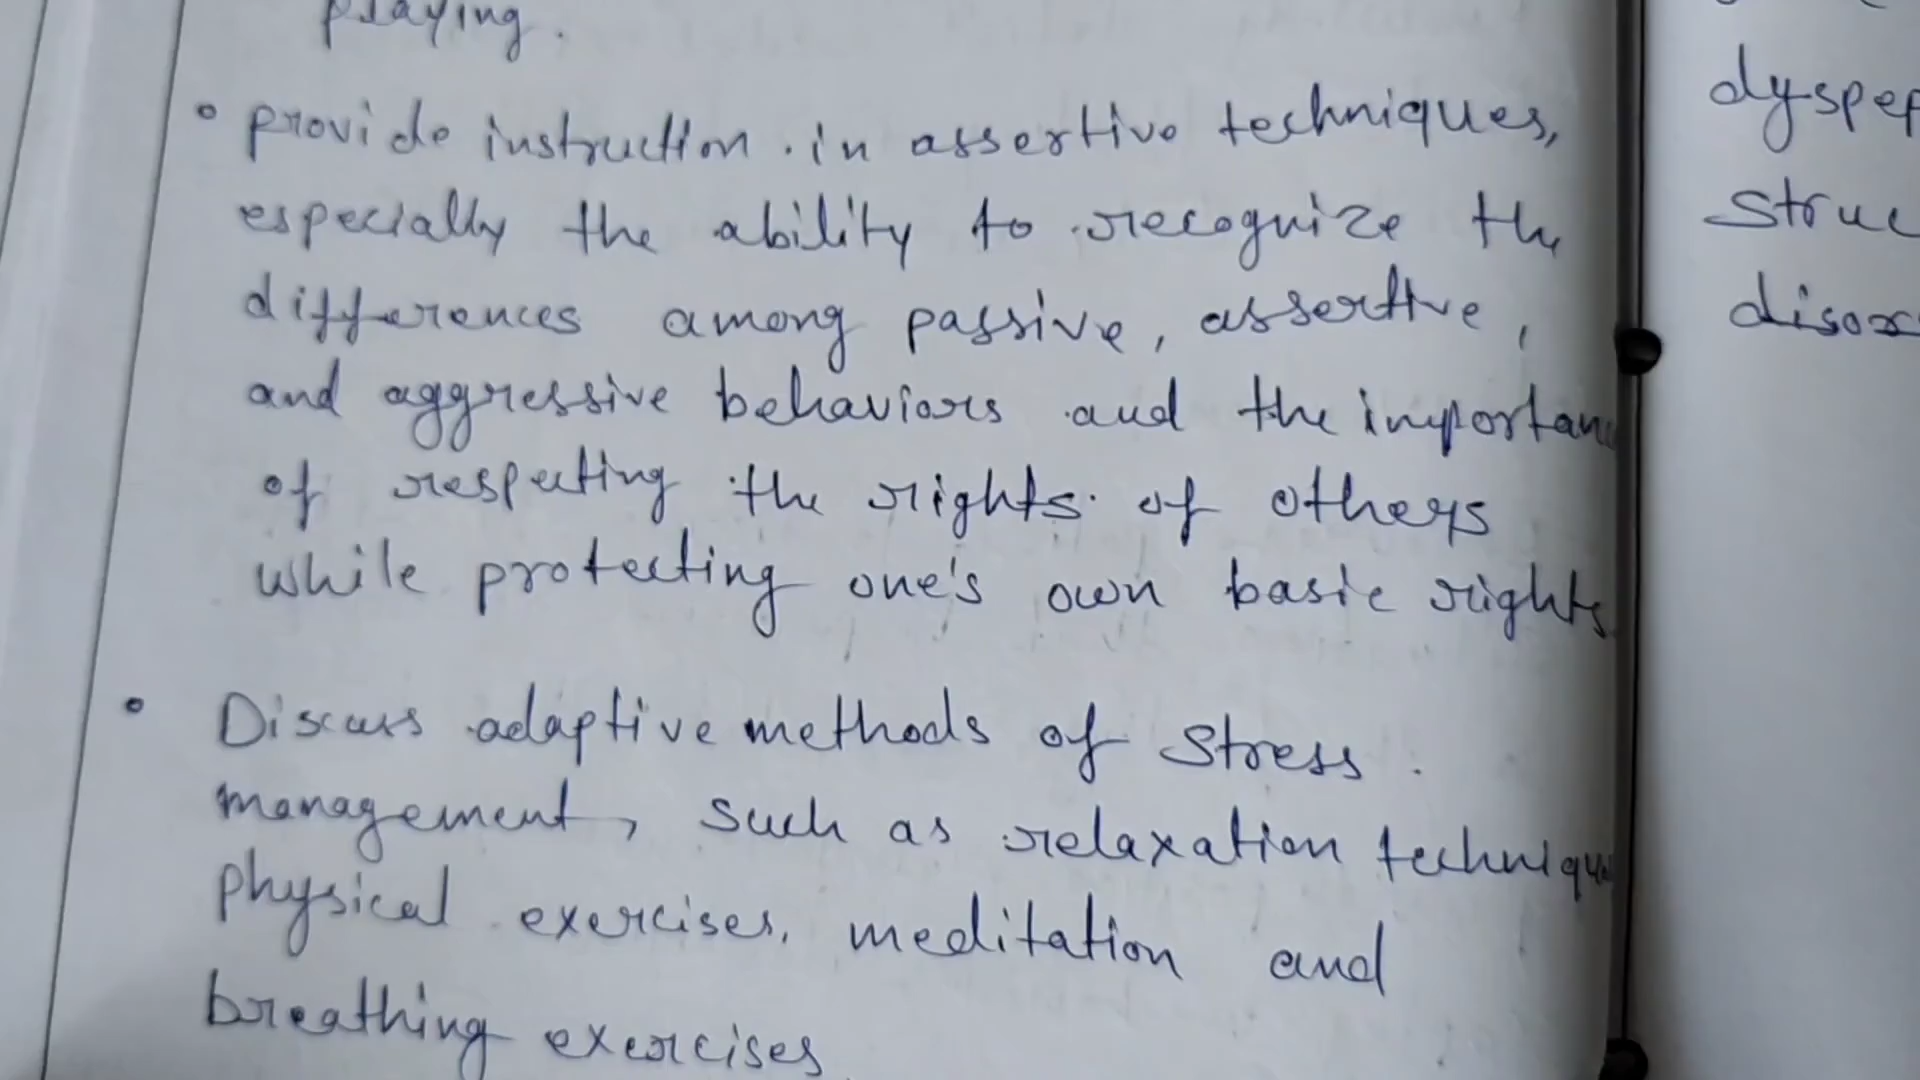 playing.
• provide instruction in assertive techniques,
especially the ability to recognize the
differences among passive, assertive,
and aggressive behaviors and the importan
of respecting the rights of others
while protecting one's own basic rights
• Discuss adaptive methods of stress
management, such as relaxation techniqu
physical exercises, meditation and
breathing exercises
dyspep
struc
disor